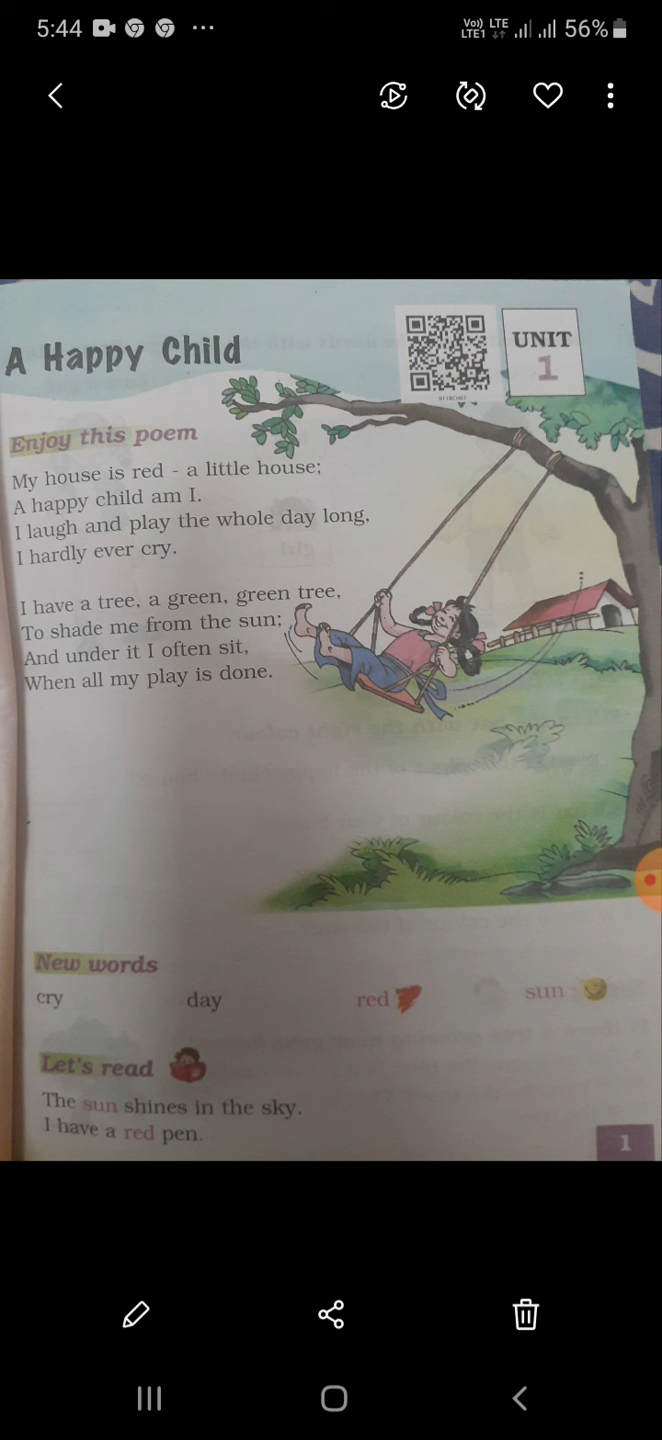 5:44
Vo)) LTE
LTE1
56%
A Happy Child
UNIT
1
Enjoy this poem
My house is red - a little house;
A happy child am I.
I laugh and play the whole day long,
I hardly ever cry.
I have a tree, a green, green tree,
To shade me from the sun;
And under it I often sit,
When all my play is done.
New words
cry day red sun
Let's read
The sun shines in the sky.
I have a red pen.
1